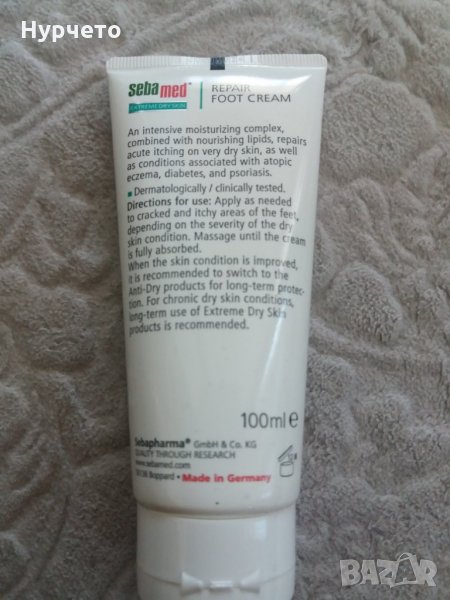 Нурчето
sebamed
REPAIR
FOOT CREAM
EXTREME DRY SKIN
An intensive moisturizing complex,
combined with nourishing lipids, repairs
acute itching on very dry skin, as well
as conditions associated with atopic
eczema, diabetes, and psoriasis.
Dermatologically / clinically tested.
Directions for use: Apply as needed
to cracked and itchy areas of the feet,
depending on the severity of the dry
skin condition. Massage until the cream
is fully absorbed.
When the skin condition is improved,
it is recommended to switch to the
Anti-Dry products for long-term protec-
tion. For chronic dry skin conditions,
long-term use of Extreme Dry Skin
products is recommended.
100ml e
Sebapharma® GmbH & Co. KG
QUALITY THROUGH RESEARCH
www.sebamed.com
Boppard • Made in Germany
BAZAR